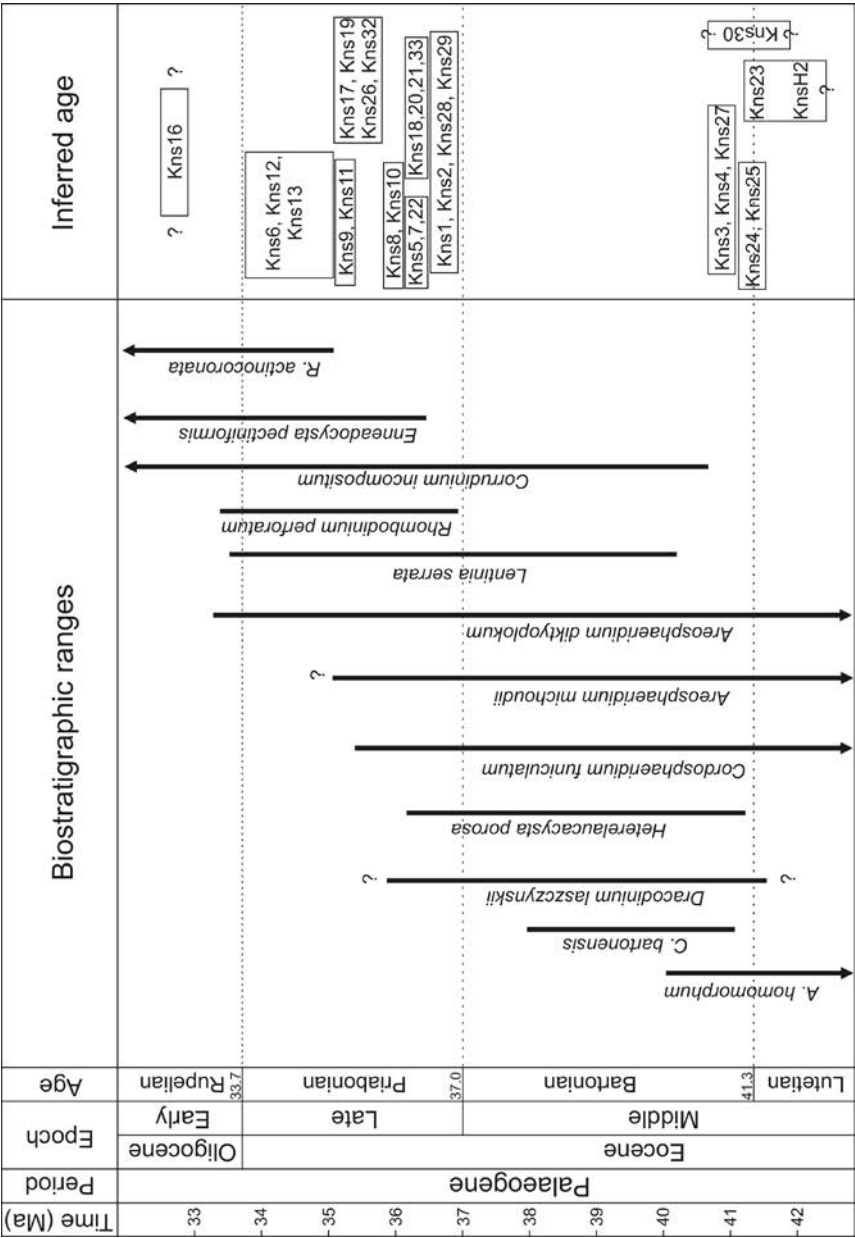 Time (Ma)
33
34
35
36
37
38
39
40
41
42
Period
Palaeogene
Epoch
Oligocene
Eocene
Early
Late
Middle
Age
Rupelian
33.7
Priabonian
37.0
Bartonian
41.3
Lutetian
Biostratigraphic ranges
A. homomorphum
C. bartonensis
Dracodinium laszczynskii
?
?
Heterelaucacysta porosa
Cordosphaeridium funiculatum
Areosphaeridium michoudii
?
Areosphaeridium diktyoplokum
Lentinia serrata
Rhombodinium perforatum
Corrudinium incompositum
Enneadocysta pectiniformis
R. actinocoronata
Inferred age
? Kns16 ?
Kns6, Kns12,
Kns13
Kns9, Kns11
Kns17, Kns19
Kns26, Kns32
Kns8, Kns10
Kns5,7,22
Kns18,20,21,33
Kns1, Kns2, Kns28, Kns29
Kns3, Kns4, Kns27
Kns24; Kns25
Kns23
KnsH2
?
? Kns30 ?